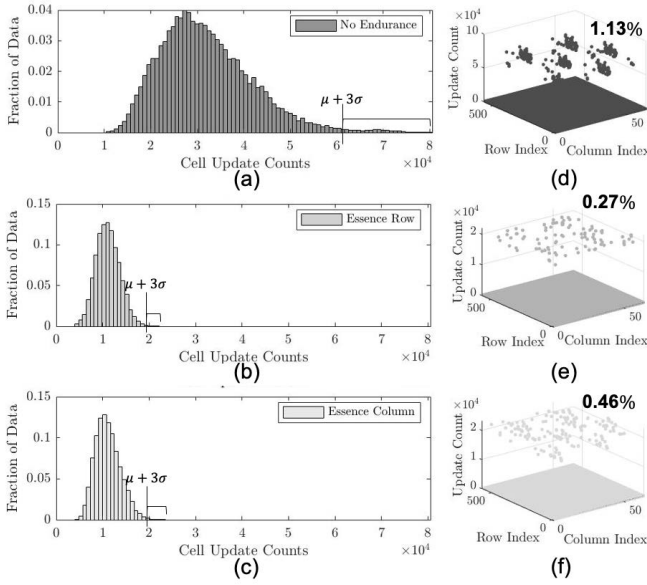 0.04
0.03
0.02
0.01
0
Fraction of Data
No Endurance
μ + 3σ
0 1 2 3 4 5 6 7 8
Cell Update Counts ×10⁴
(a)
×10⁴
1.13%
10
5
0
Update Count
500
0 0
50
Row Index
Column Index
(d)
0.15
0.1
0.05
0
Fraction of Data
Essence Row
μ + 3σ
0 1 2 3 4 5 6 7 8
Cell Update Counts ×10⁴
(b)
×10⁴
0.27%
2
1
0
Update Count
500
0 0
50
Row Index
Column Index
(e)
0.15
0.1
0.05
0
Fraction of Data
Essence Column
μ + 3σ
0 1 2 3 4 5 6 7 8
Cell Update Counts ×10⁴
(c)
×10⁴
0.46%
2
1
0
Update Count
500
0 0
50
Row Index
Column Index
(f)